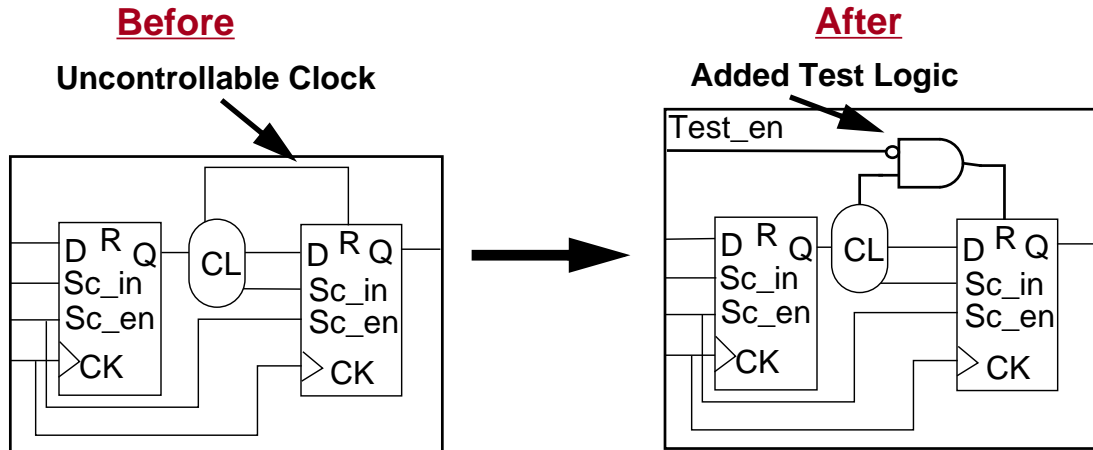 Before
After
Uncontrollable Clock
Added Test Logic
Test_en
D R Q
Sc_in
Sc_en
CK
CL
D R Q
Sc_in
Sc_en
CK
D R Q
Sc_in
Sc_en
CK
CL
D R Q
Sc_in
Sc_en
CK